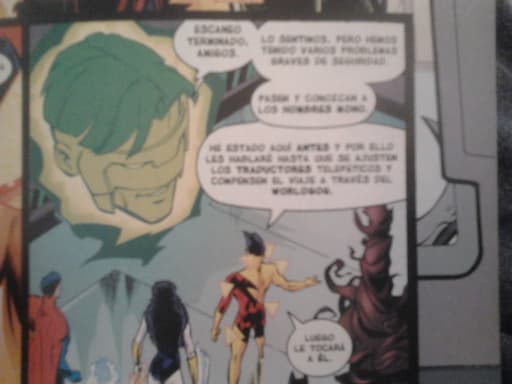 ESCANEO
TERMINADO,
AMIGOS.
LO SENTIMOS, PERO HEMOS
TENIDO VARIOS PROBLEMAS
GRAVES DE SEGURIDAD.
PASEN Y CONOZCAN A
LOS HOMBRES MONO.
HE ESTADO AQUÍ ANTES Y POR ELLO
LES HABLARÉ HASTA QUE SE AJUSTEN
LOS TRADUCTORES TELEPÁTICOS Y
COMPENSEN EL VIAJE A TRAVÉS DEL
WORLOGOG.
LUEGO
LE TOCARÁ
A ÉL.